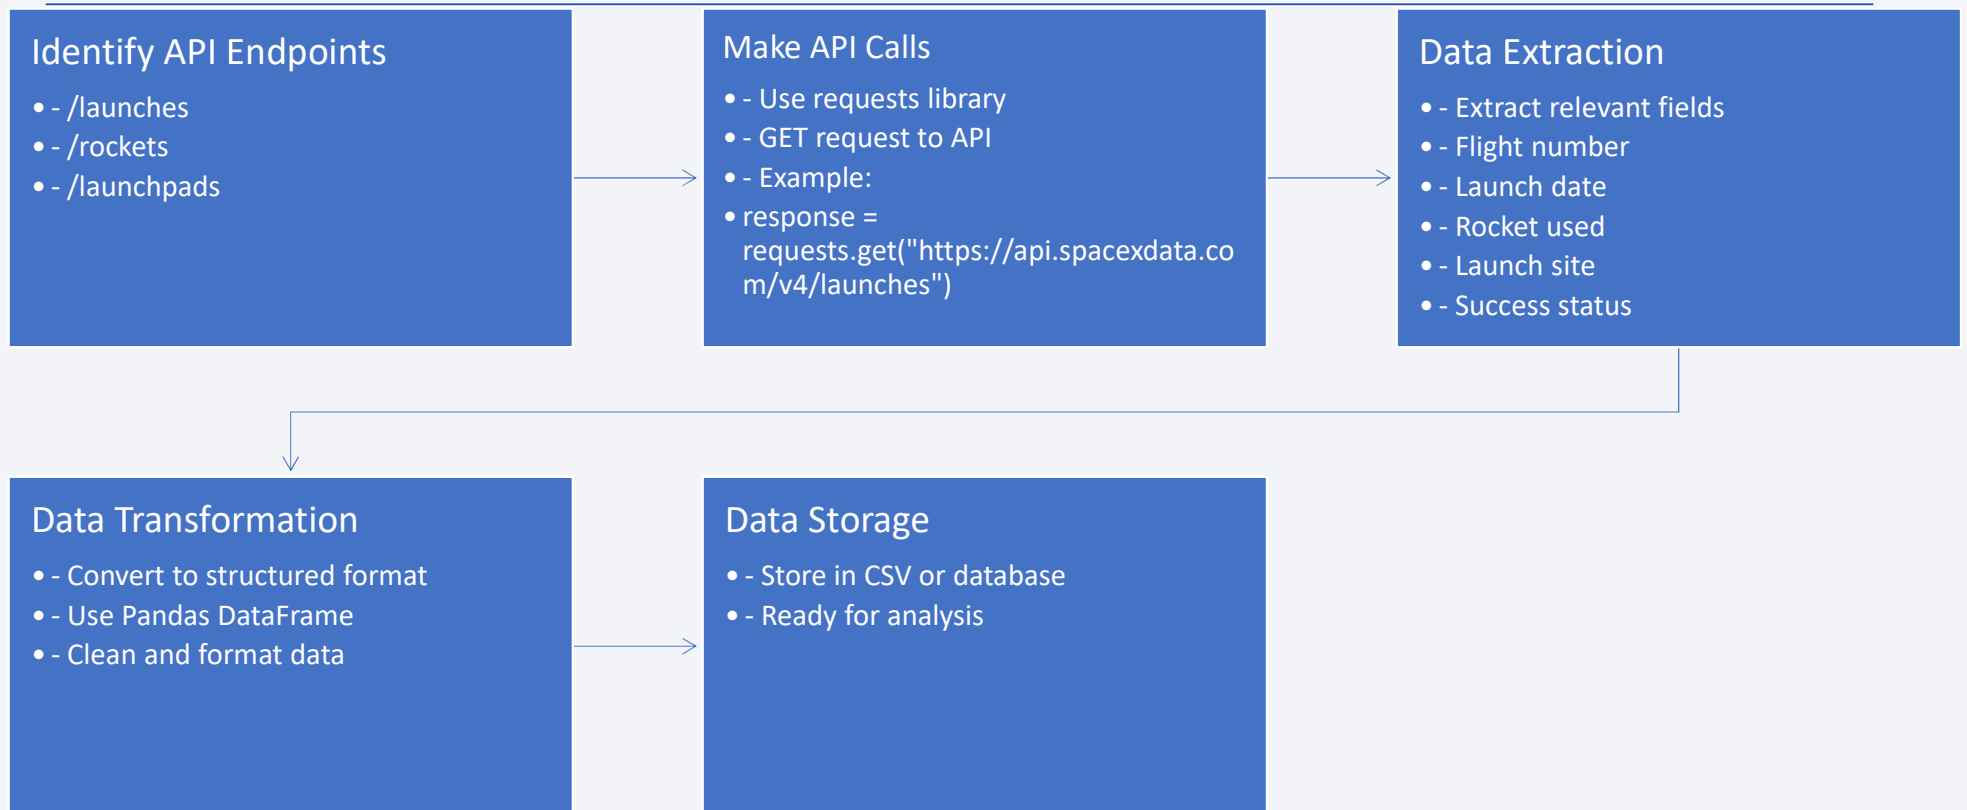 Identify API Endpoints
• - /launches
• - /rockets
• - /launchpads
Make API Calls
• - Use requests library
• - GET request to API
• - Example:
• response =
requests.get("https://api.spacexdata.co
m/v4/launches")
Data Extraction
• - Extract relevant fields
• - Flight number
• - Launch date
• - Rocket used
• - Launch site
• - Success status
Data Transformation
• - Convert to structured format
• - Use Pandas DataFrame
• - Clean and format data
Data Storage
• - Store in CSV or database
• - Ready for analysis